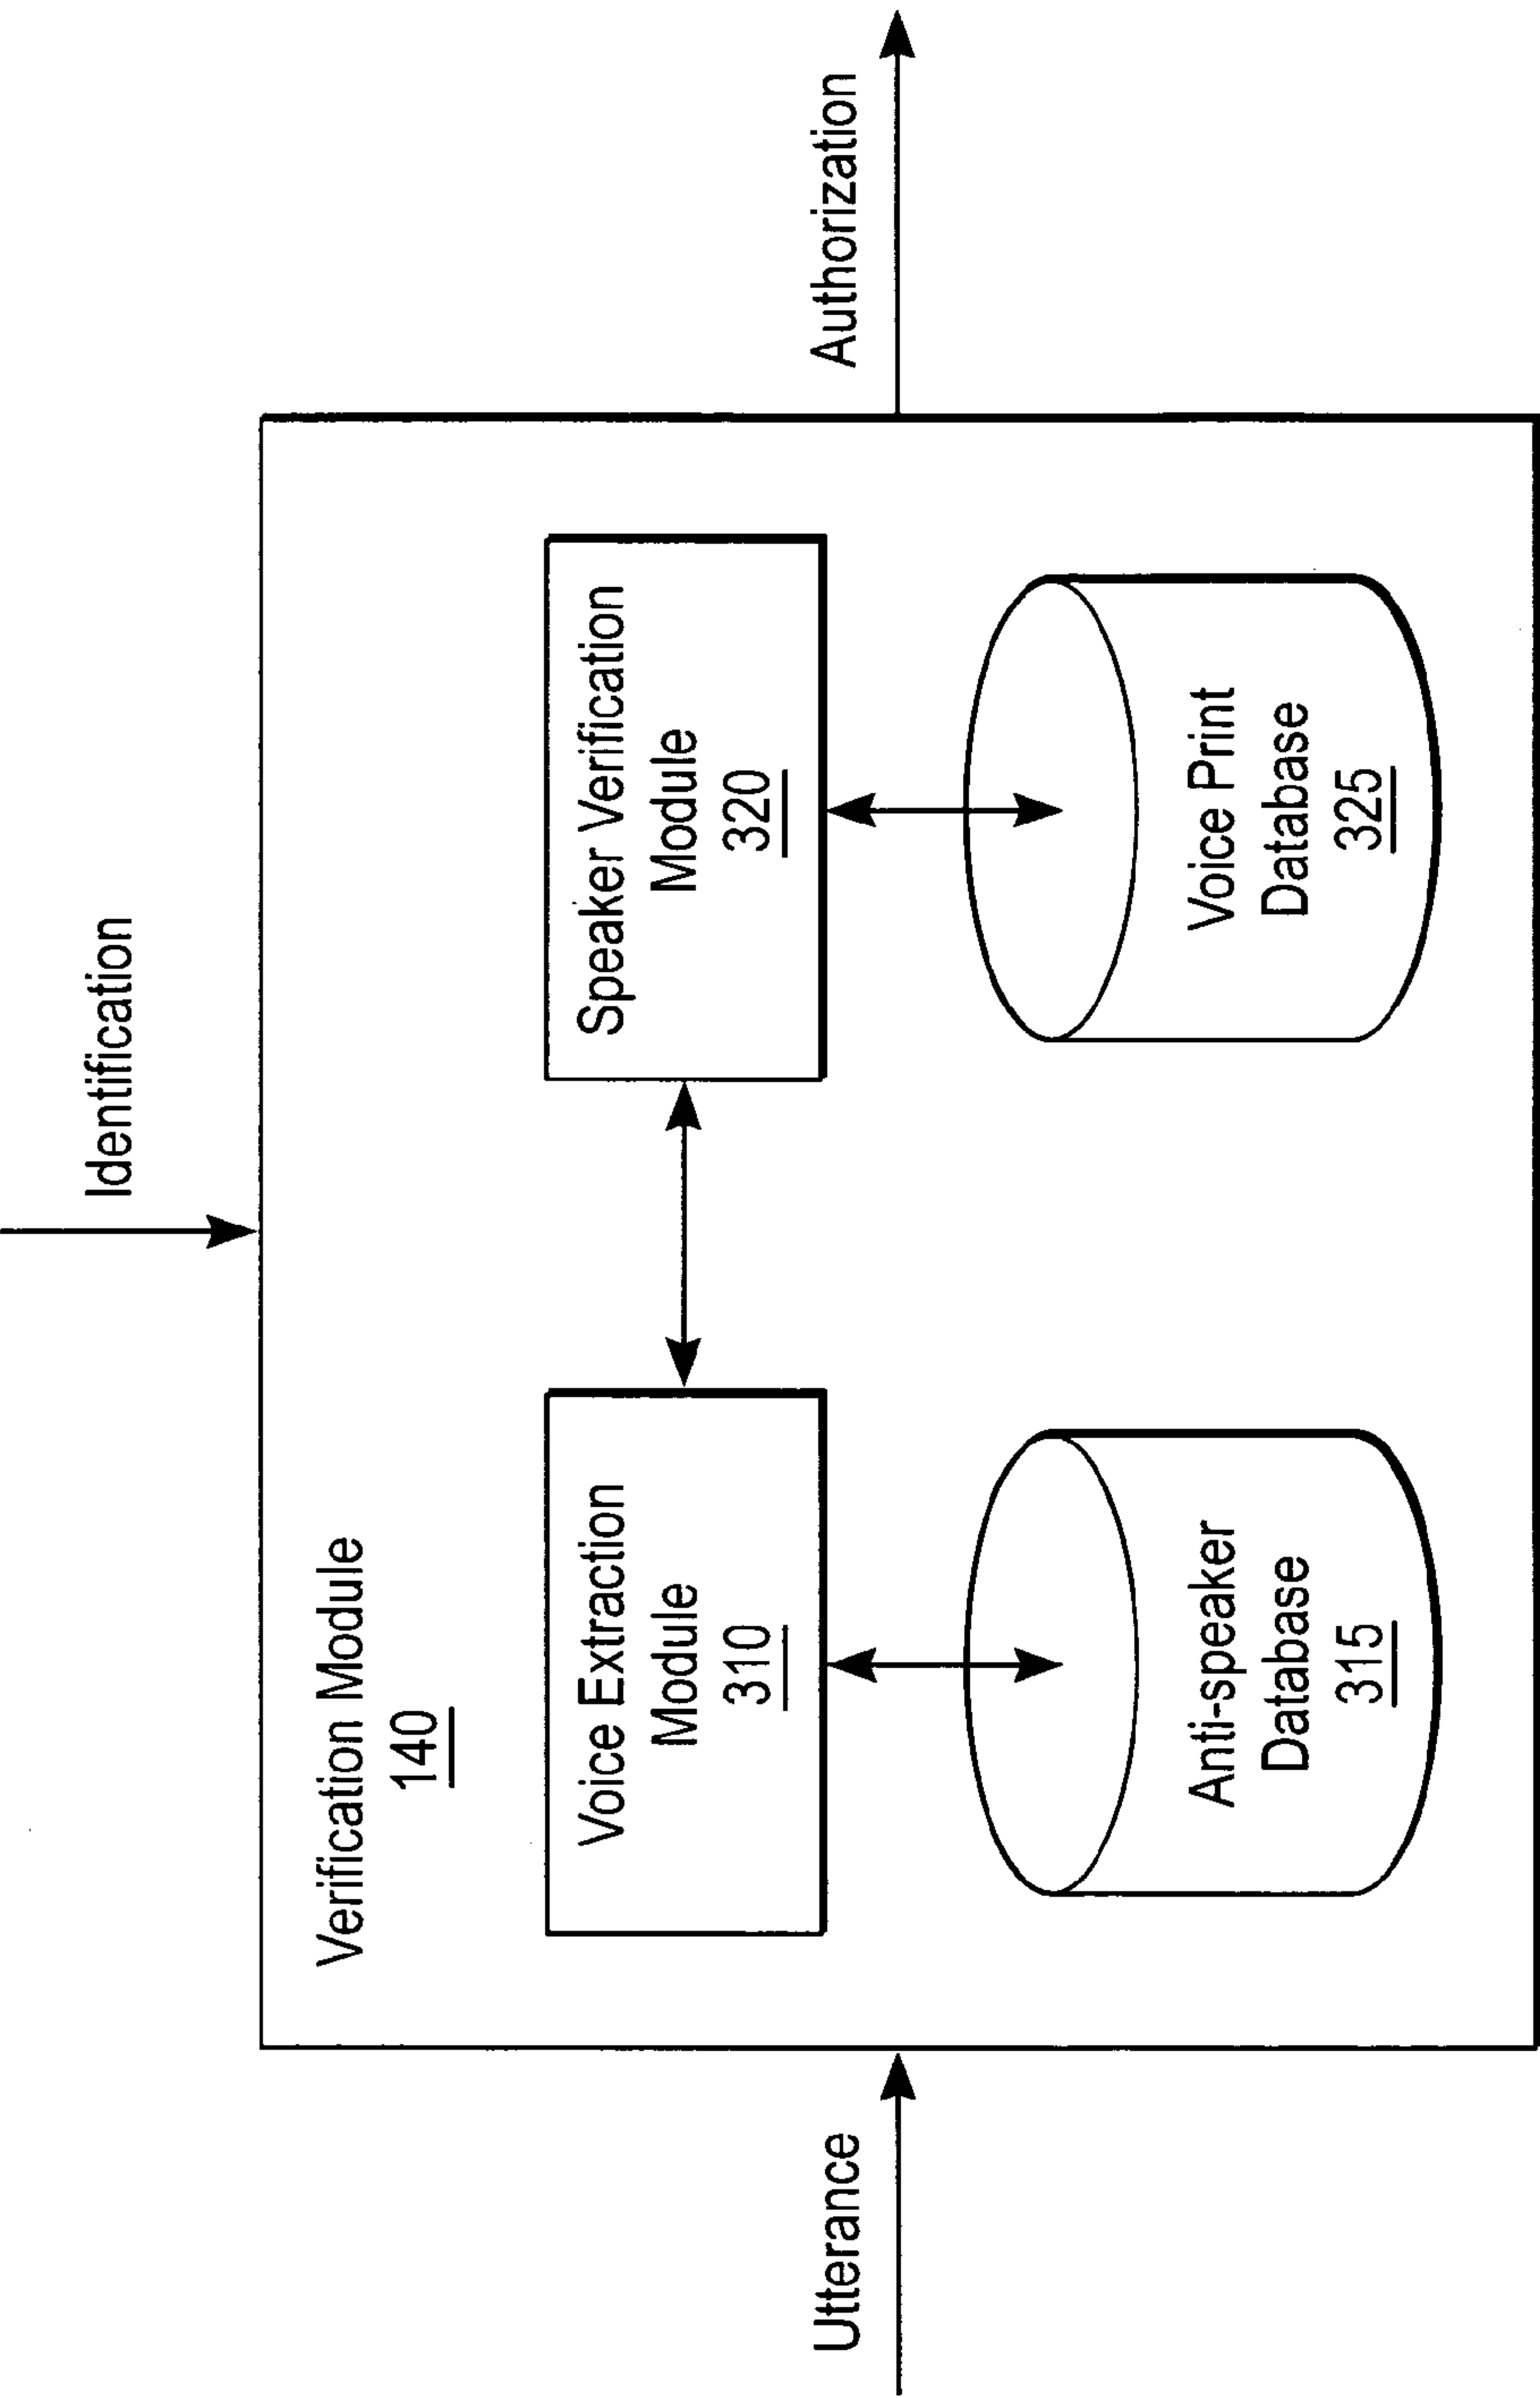 Identification
Verification Module
140
Voice Extraction
Module
310
Speaker Verification
Module
320
Utterance
Authorization
Anti-speaker
Database
315
Voice Print
Database
325